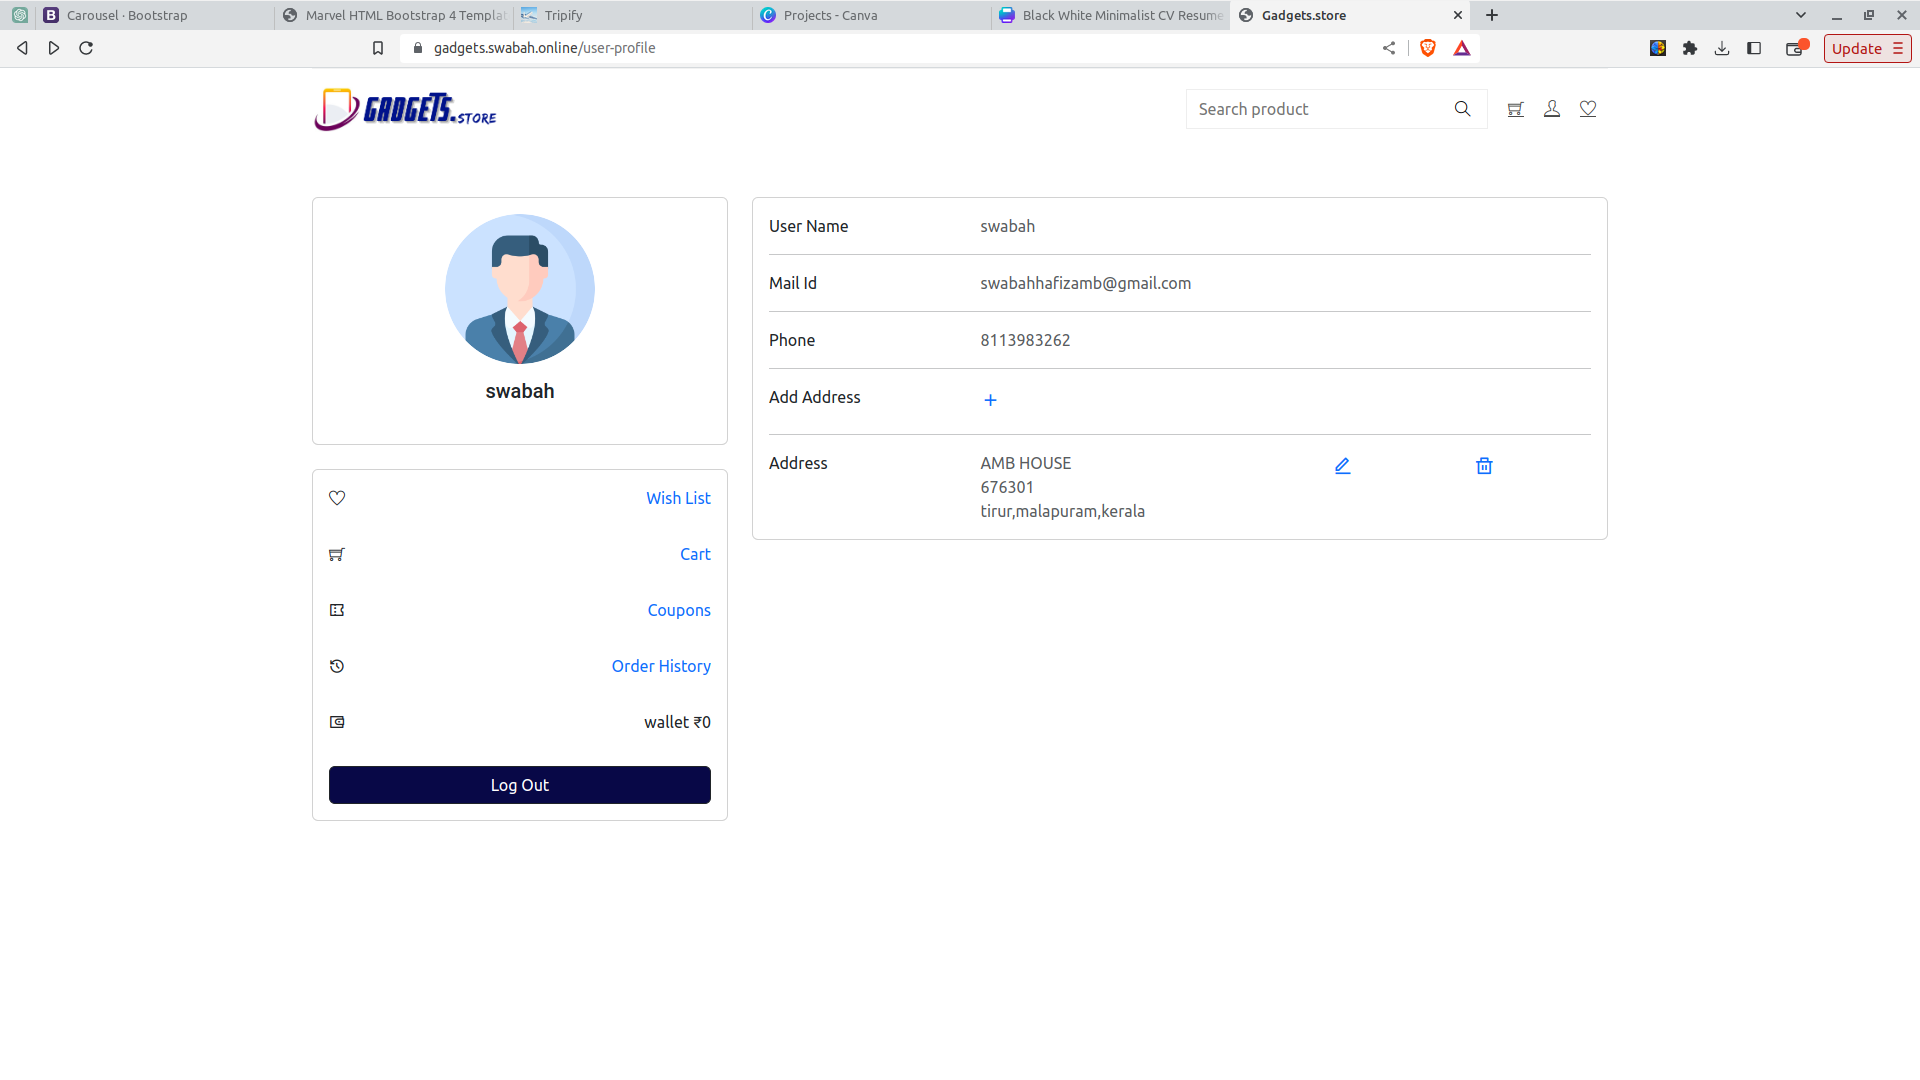 Carousel · Bootstrap
Marvel HTML Bootstrap 4 Templat
Tripify
Projects - Canva
Black White Minimalist CV Resume
Gadgets.store
gadgets.swabah.online/user-profile
Update
GADGETS.STORE
Search product
swabah
User Name swabah
Mail Id swabahhafizamb@gmail.com
Phone 8113983262
Add Address +
Address AMB HOUSE
676301
tirur,malapuram,kerala
Wish List
Cart
Coupons
Order History
wallet ₹0
Log Out